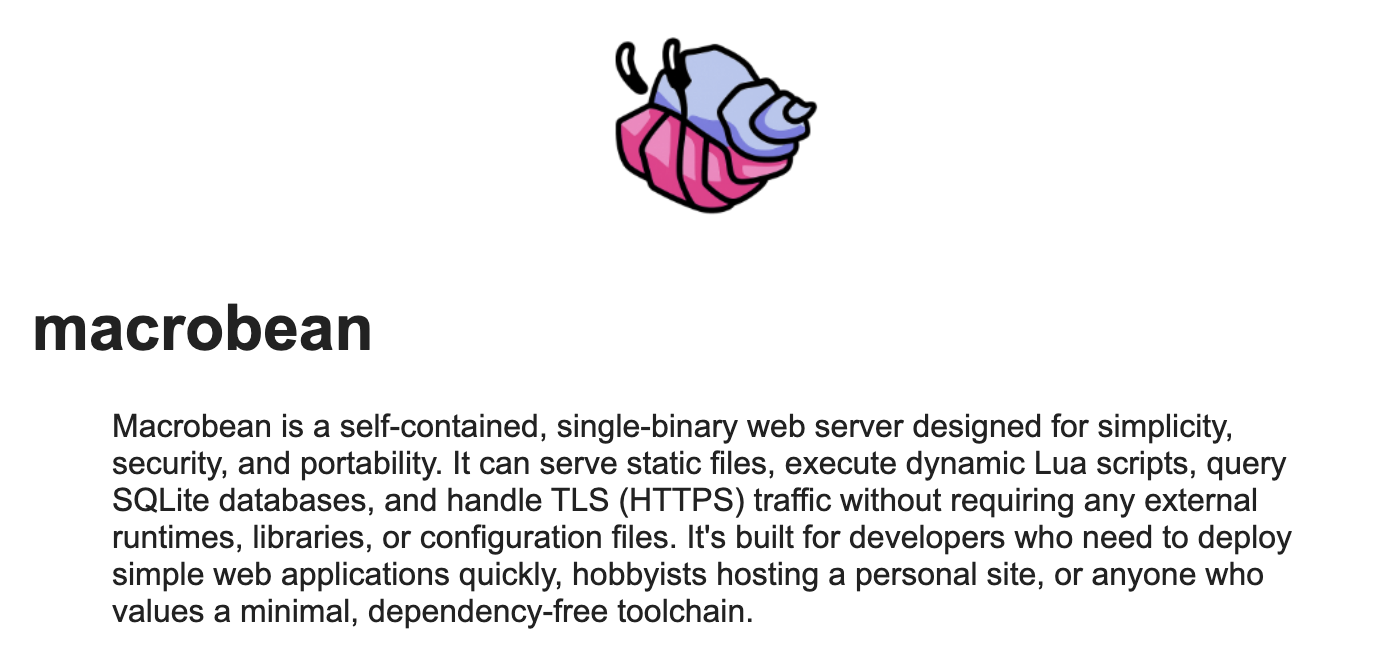 macrobean
Macrobean is a self-contained, single-binary web server designed for simplicity,
security, and portability. It can serve static files, execute dynamic Lua scripts, query
SQLite databases, and handle TLS (HTTPS) traffic without requiring any external
runtimes, libraries, or configuration files. It's built for developers who need to deploy
simple web applications quickly, hobbyists hosting a personal site, or anyone who
values a minimal, dependency-free toolchain.